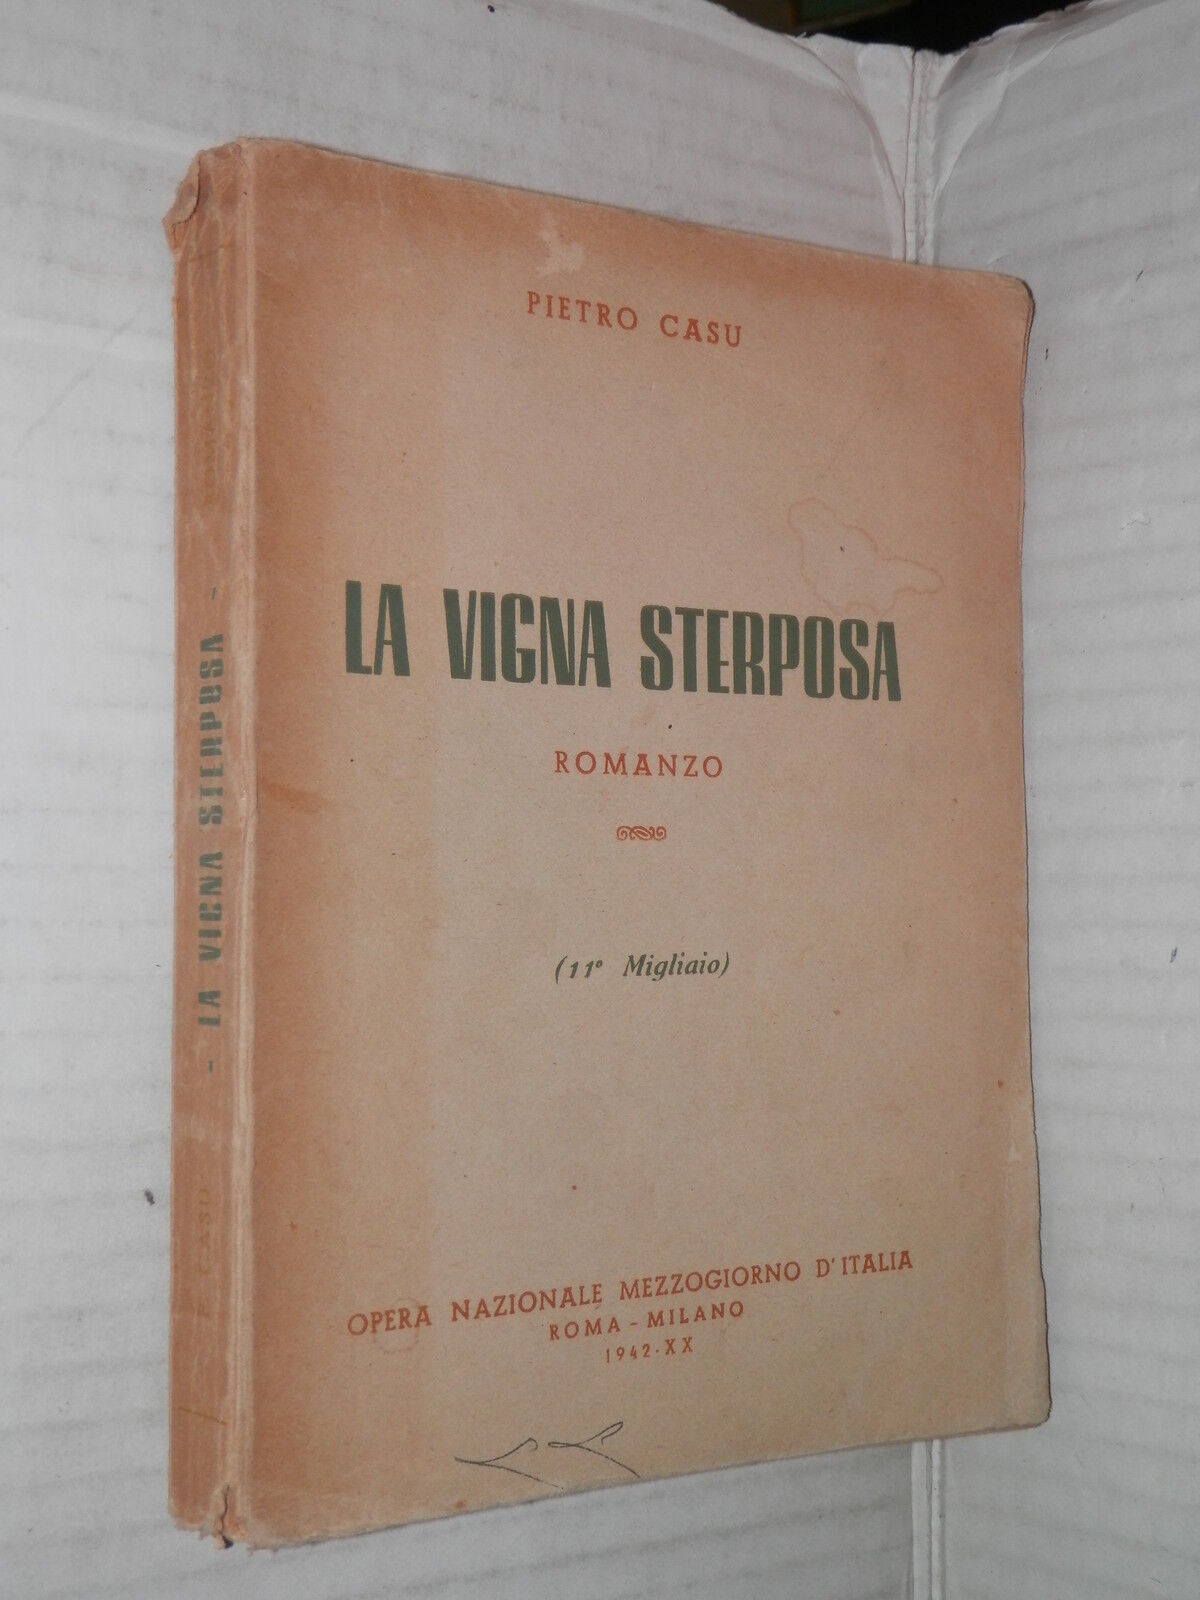 PIETRO CASU
LA VIGNA STERPOSA
ROMANZO
(11° Migliaio)
OPERA NAZIONALE MEZZOGIORNO D'ITALIA
ROMA - MILANO
1942-XX
- LA VIGNA STERPOSA -